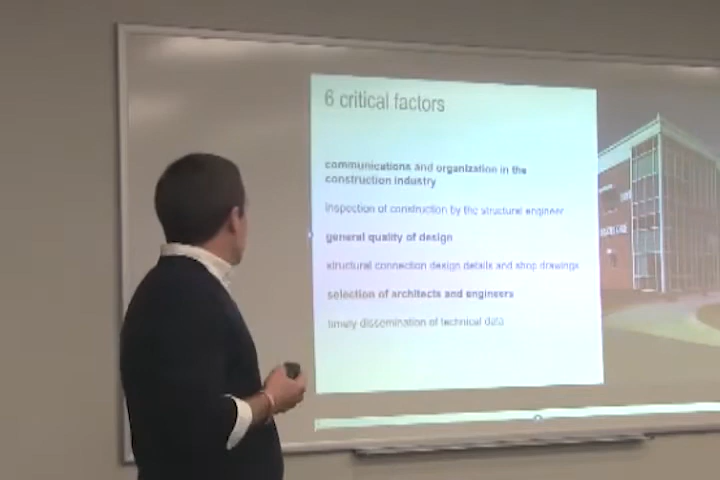 6 critical factors
communications and organization in the
construction industry
inspection of construction by the structural engineer
general quality of design
structural connection design details and shop drawings
selection of architects and engineers
timely dissemination of technical data